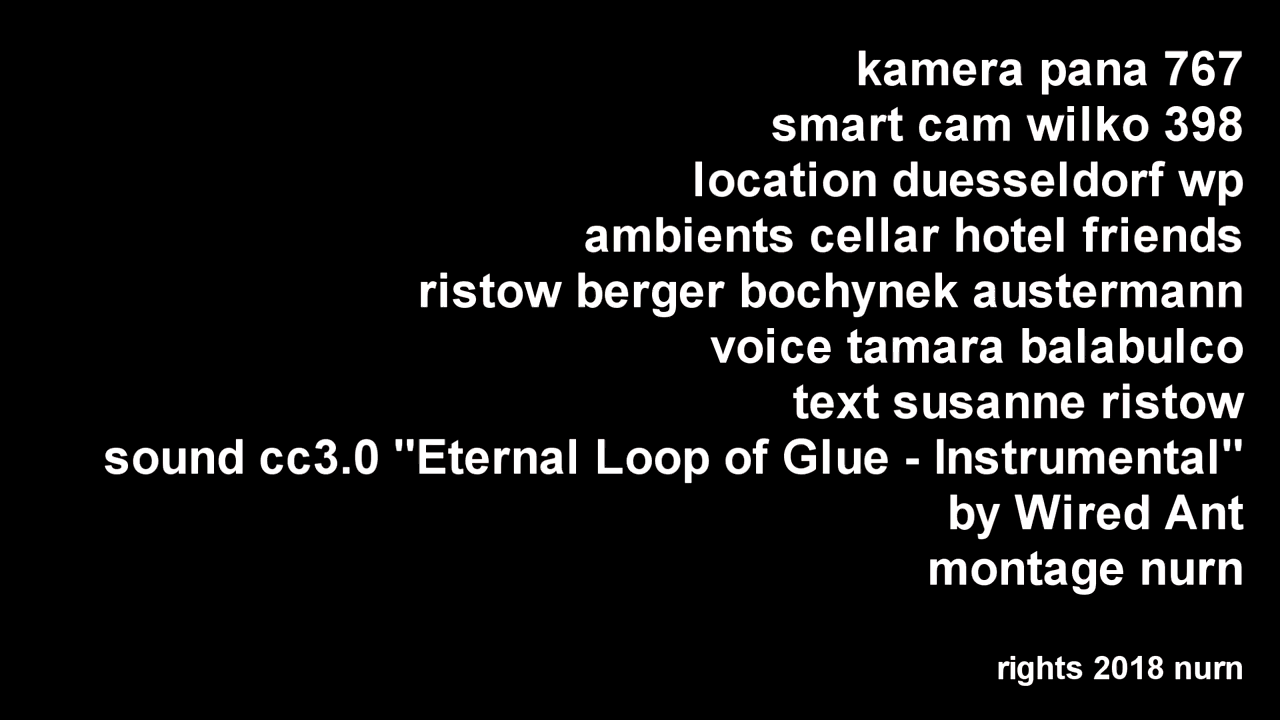 kamera pana 767
smart cam wilko 398
location duesseldorf wp
ambients cellar hotel friends
ristow berger bochynek austermann
voice tamara balabulco
text susanne ristow
sound cc3.0 "Eternal Loop of Glue - Instrumental"
by Wired Ant
montage nurn
rights 2018 nurn